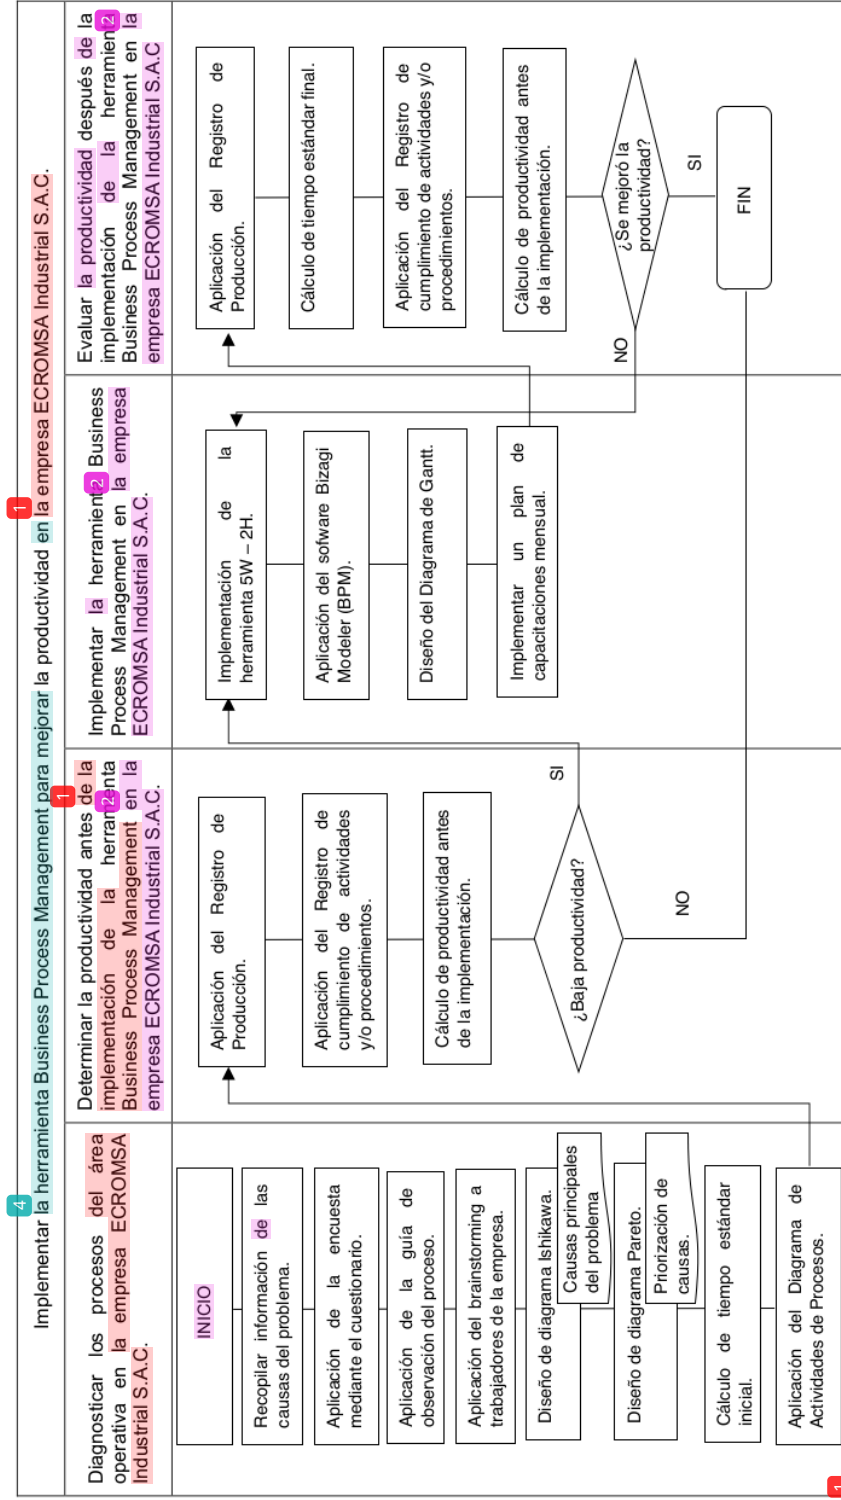 Implementar la herramienta Business Process Management para mejorar la productividad en la empresa ECROMSA Industrial S.A.C.
4
1
Diagnosticar los procesos del área
operativa en la empresa ECROMSA
Industrial S.A.C.
INICIO
Recopilar información de las
causas del problema.
Aplicación de la encuesta
mediante el cuestionario.
Aplicación de la guía de
observación del proceso.
Aplicación del brainstorming a
trabajadores de la empresa.
Diseño de diagrama Ishikawa.
Causas principales
del problema
Diseño de diagrama Pareto.
Priorización de
causas.
Cálculo de tiempo estándar
inicial.
Aplicación del Diagrama de
Actividades de Procesos.
1
Determinar la productividad antes de la
implementación de la herramienta
Business Process Management en la
empresa ECROMSA Industrial S.A.C.
1
2
Aplicación del Registro de
Producción.
Aplicación del Registro de
cumplimiento de actividades
y/o procedimientos.
Cálculo de productividad antes
de la implementación.
¿Baja productividad?
SI
NO
Implementar la herramienta Business
Process Management en la empresa
ECROMSA Industrial S.A.C.
2
Implementación de la
herramienta 5W – 2H.
Aplicación del sofware Bizagi
Modeler (BPM).
Diseño del Diagrama de Gantt.
Implementar un plan de
capacitaciones mensual.
Evaluar la productividad después de la
implementación de la herramienta
Business Process Management en la
empresa ECROMSA Industrial S.A.C
2
Aplicación del Registro de
Producción.
Cálculo de tiempo estándar final.
Aplicación del Registro de
cumplimiento de actividades y/o
procedimientos.
Cálculo de productividad antes
de la implementación.
¿Se mejoró la
productividad?
NO
SI
FIN